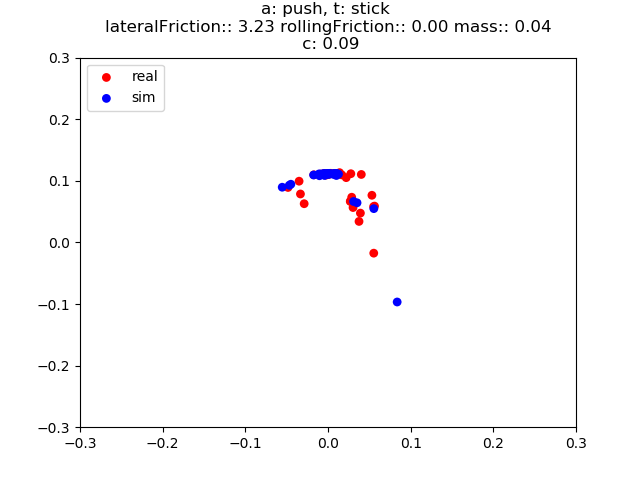 a: push, t: stick
lateralFriction:: 3.23 rollingFriction:: 0.00 mass:: 0.04
c: 0.09
real
sim
0.3
0.2
0.1
0.0
−0.1
−0.2
−0.3
−0.3
−0.2
−0.1
0.0
0.1
0.2
0.3